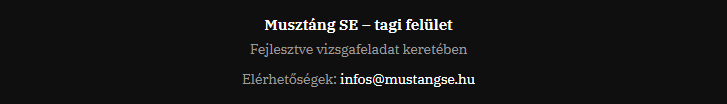 Musztáng SE – tagi felület
Fejlesztve vizsgafeladat keretében
Elérhetőségek: infos@mustangse.hu